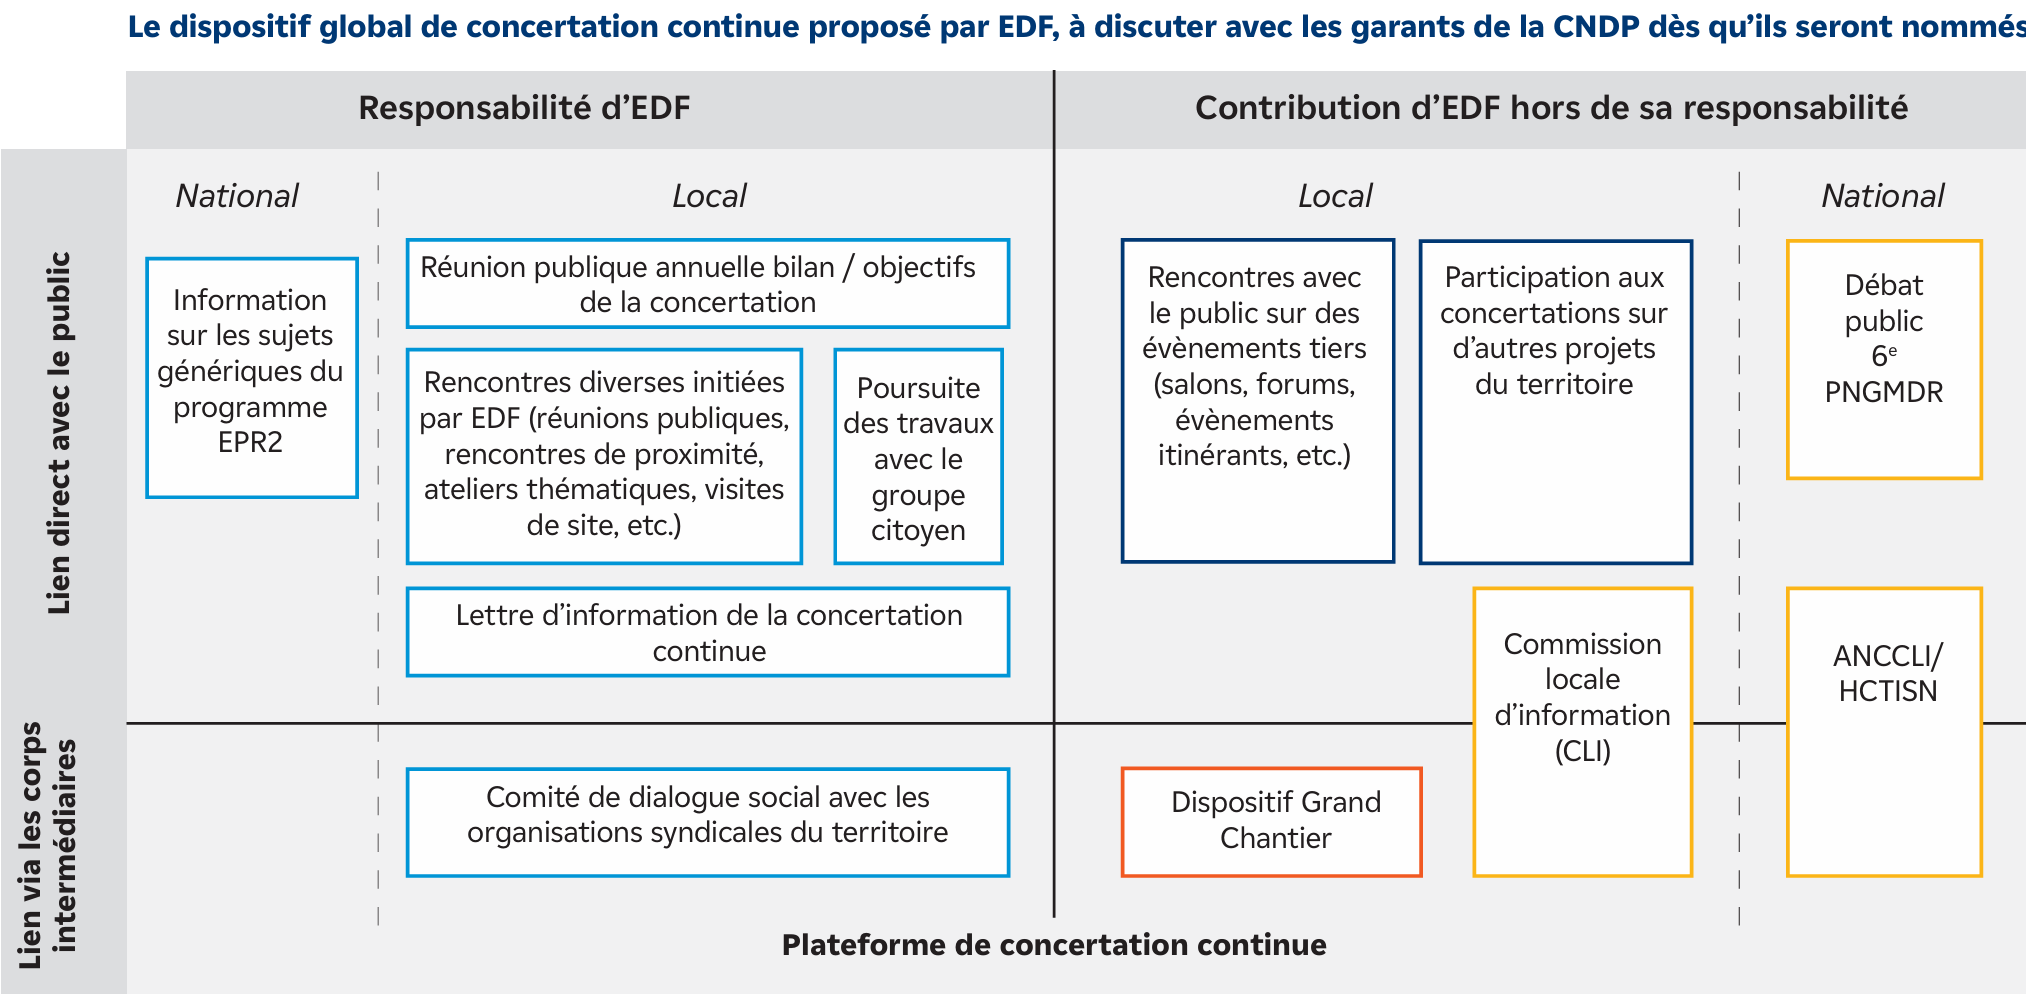 Le dispositif global de concertation continue proposé par EDF, à discuter avec les garants de la CNDP dès qu’ils seront nommés
Responsabilité d’EDF
Contribution d’EDF hors de sa responsabilité
Lien direct avec le public
National
Local
Local
National
Information
sur les sujets
génériques du
programme
EPR2
Réunion publique annuelle bilan / objectifs
de la concertation
Rencontres diverses initiées
par EDF (réunions publiques,
rencontres de proximité,
ateliers thématiques, visites
de site, etc.)
Poursuite
des travaux
avec le
groupe
citoyen
Lettre d’information de la concertation
continue
Rencontres avec
le public sur des
évènements tiers
(salons, forums,
évènements
itinérants, etc.)
Participation aux
concertations sur
d’autres projets
du territoire
Débat
public
6e
PNGMDR
Commission
locale
d’information
(CLI)
ANCCLI/
HCTISN
Lien via les corps
intermédiaires
Comité de dialogue social avec les
organisations syndicales du territoire
Dispositif Grand
Chantier
Plateforme de concertation continue